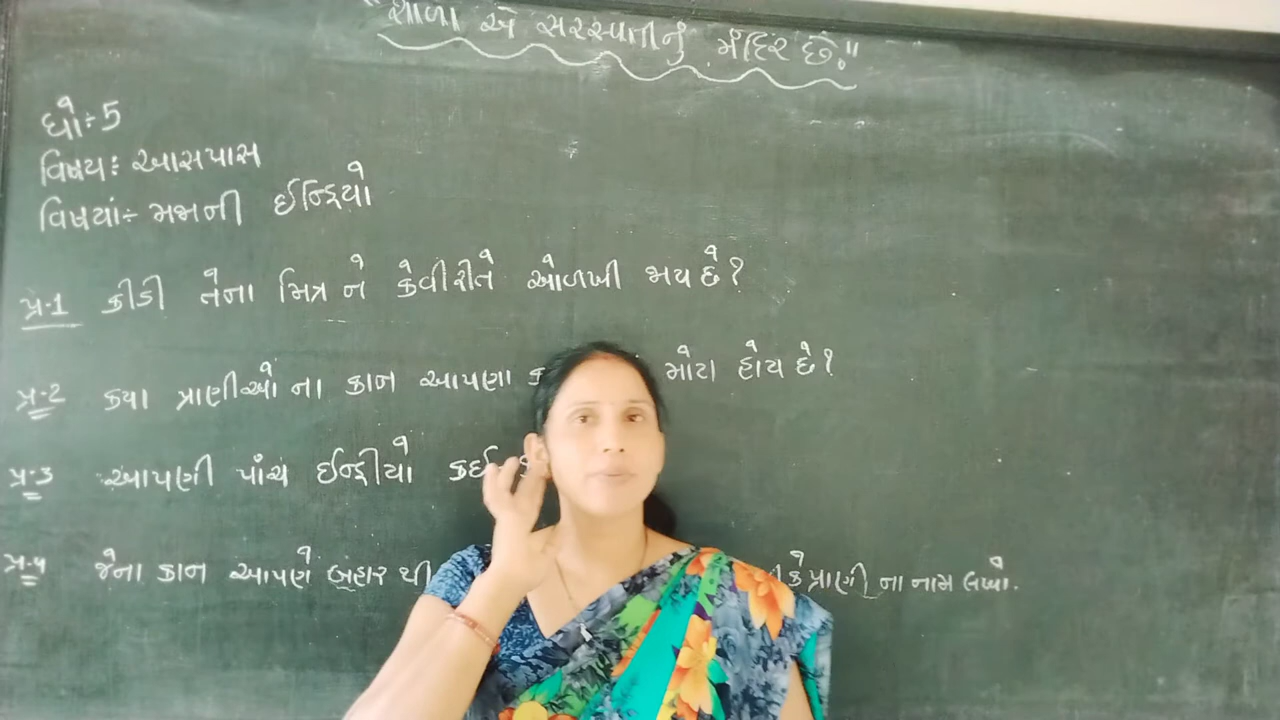 "શાળા એ સરસ્વતીનું મંદિર છે."
ધો÷5
વિષય÷ આસપાસ
વિષયાં÷ મજાની ઈન્દ્રિયો
પ્ર-1 કીડી તેના મિત્ર ને કેવીરીતે ઓળખી જાય છે?
પ્ર-2 કયા પ્રાણીઓ ના કાન આપણા મોટા હોય છે?
પ્ર-3 આપણી પાંચ ઈન્દ્રીયો કઈ
પ્ર-4 જેના કાન આપણે બહાર થી પ્રાણી ના નામ લખો.